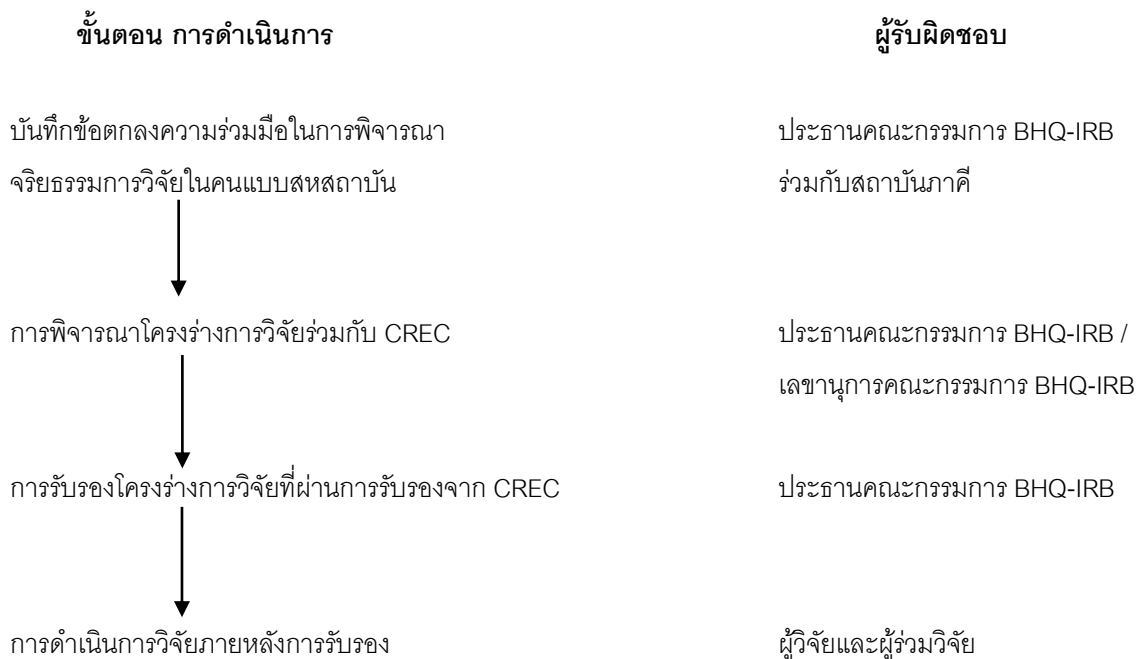 ขั้นตอน การดำเนินการ ผู้รับผิดชอบ
บันทึกข้อตกลงความร่วมมือในการพิจารณา ประธานคณะกรรมการ BHQ-IRB
จริยธรรมการวิจัยในคนแบบสหสถาบัน ร่วมกับสถาบันภาคี
การพิจารณาโครงร่างการวิจัยร่วมกับ CREC ประธานคณะกรรมการ BHQ-IRB /
เลขานุการคณะกรรมการ BHQ-IRB
การรับรองโครงร่างการวิจัยที่ผ่านการรับรองจาก CREC ประธานคณะกรรมการ BHQ-IRB
การดำเนินการวิจัยภายหลังการรับรอง ผู้วิจัยและผู้ร่วมวิจัย